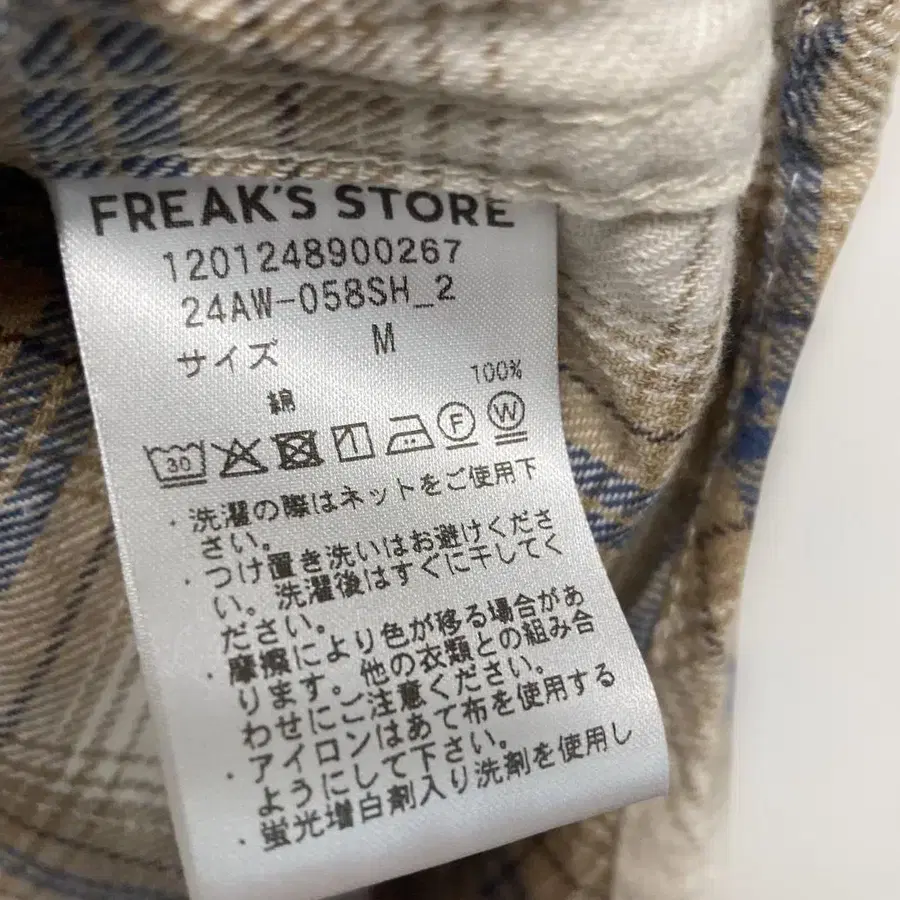 FREAK'S STORE
1201248900267
24AW-058SH_2
サイズ M
綿 100%
30 F W
・洗濯の際はネットをご使用下
さい。
・つけ置き洗いはお避けくださ
い。洗濯後はすぐに干してく
ださい。
・摩擦により色が移る場合があ
ります。他の衣類との組み合
わせにご注意ください。
・アイロンはあて布を使用する
ようにして下さい。
・蛍光増白剤入り洗剤を使用し